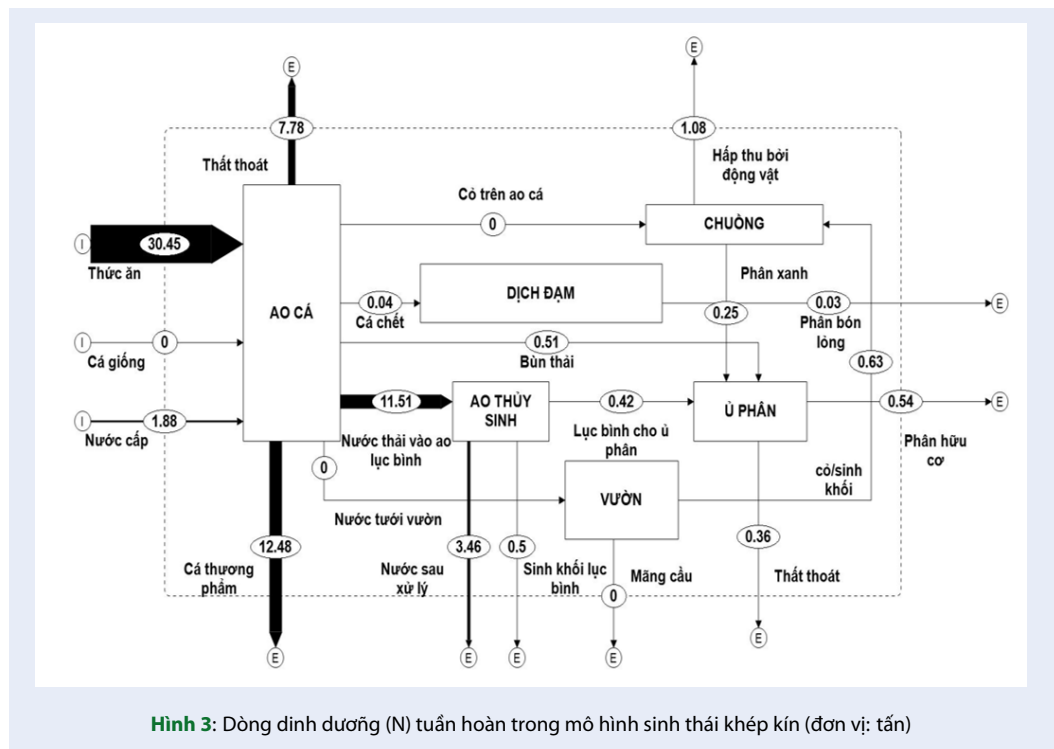 E
E
7.78
1.08
Thất thoát
Hấp thu bởi
động vật
Cỏ trên ao cá
0
CHUỒNG
I
30.45
Thức ăn
AO CÁ
DỊCH ĐẠM
Phân xanh
0.04
Cá chết
0.25
0.03
E
Phân bón
lỏng
0.51
Bùn thải
I
0
Cá giống
0.63
11.51
AO THỦY
SINH
0.42
Ủ PHÂN
0.54
E
I
1.88
Nước cấp
Nước thải vào ao
lục bình
Lục bình cho ủ
phân
Phân hữu
cơ
0
VƯỜN
cỏ/sinh
khối
Nước tưới vườn
12.48
3.46
0.5
0.36
Cá thương
phẩm
Nước sau
xử lý
Sinh khối lục
bình
Mãng cầu
Thất thoát
0
E
E
E
E
E
Hình 3: Dòng dinh dưỡng (N) tuần hoàn trong mô hình sinh thái khép kín (đơn vị: tấn)